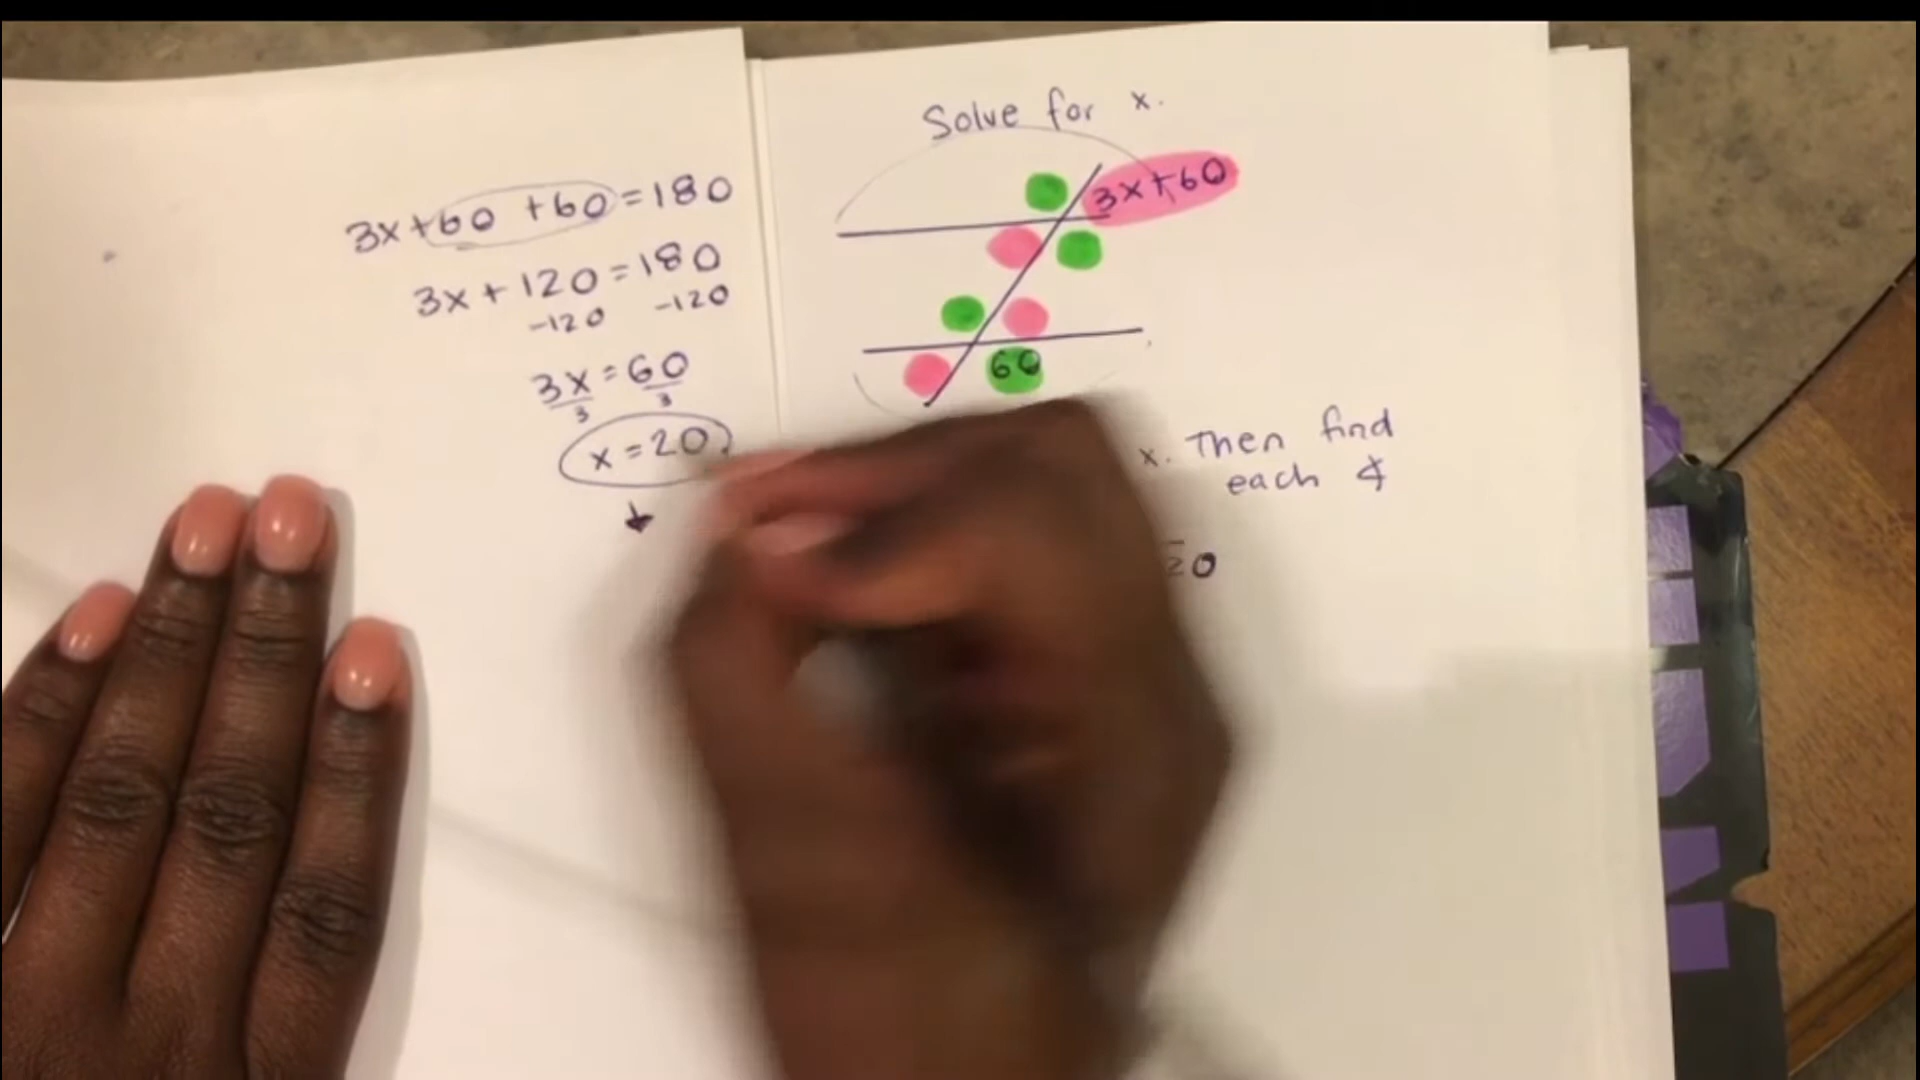 3x+60 +60 = 180
3x + 120 = 180
-120 -120
3x = 60
3 3
x = 20
Solve for x.
3x+60
60
x. Then find
each ∡
20